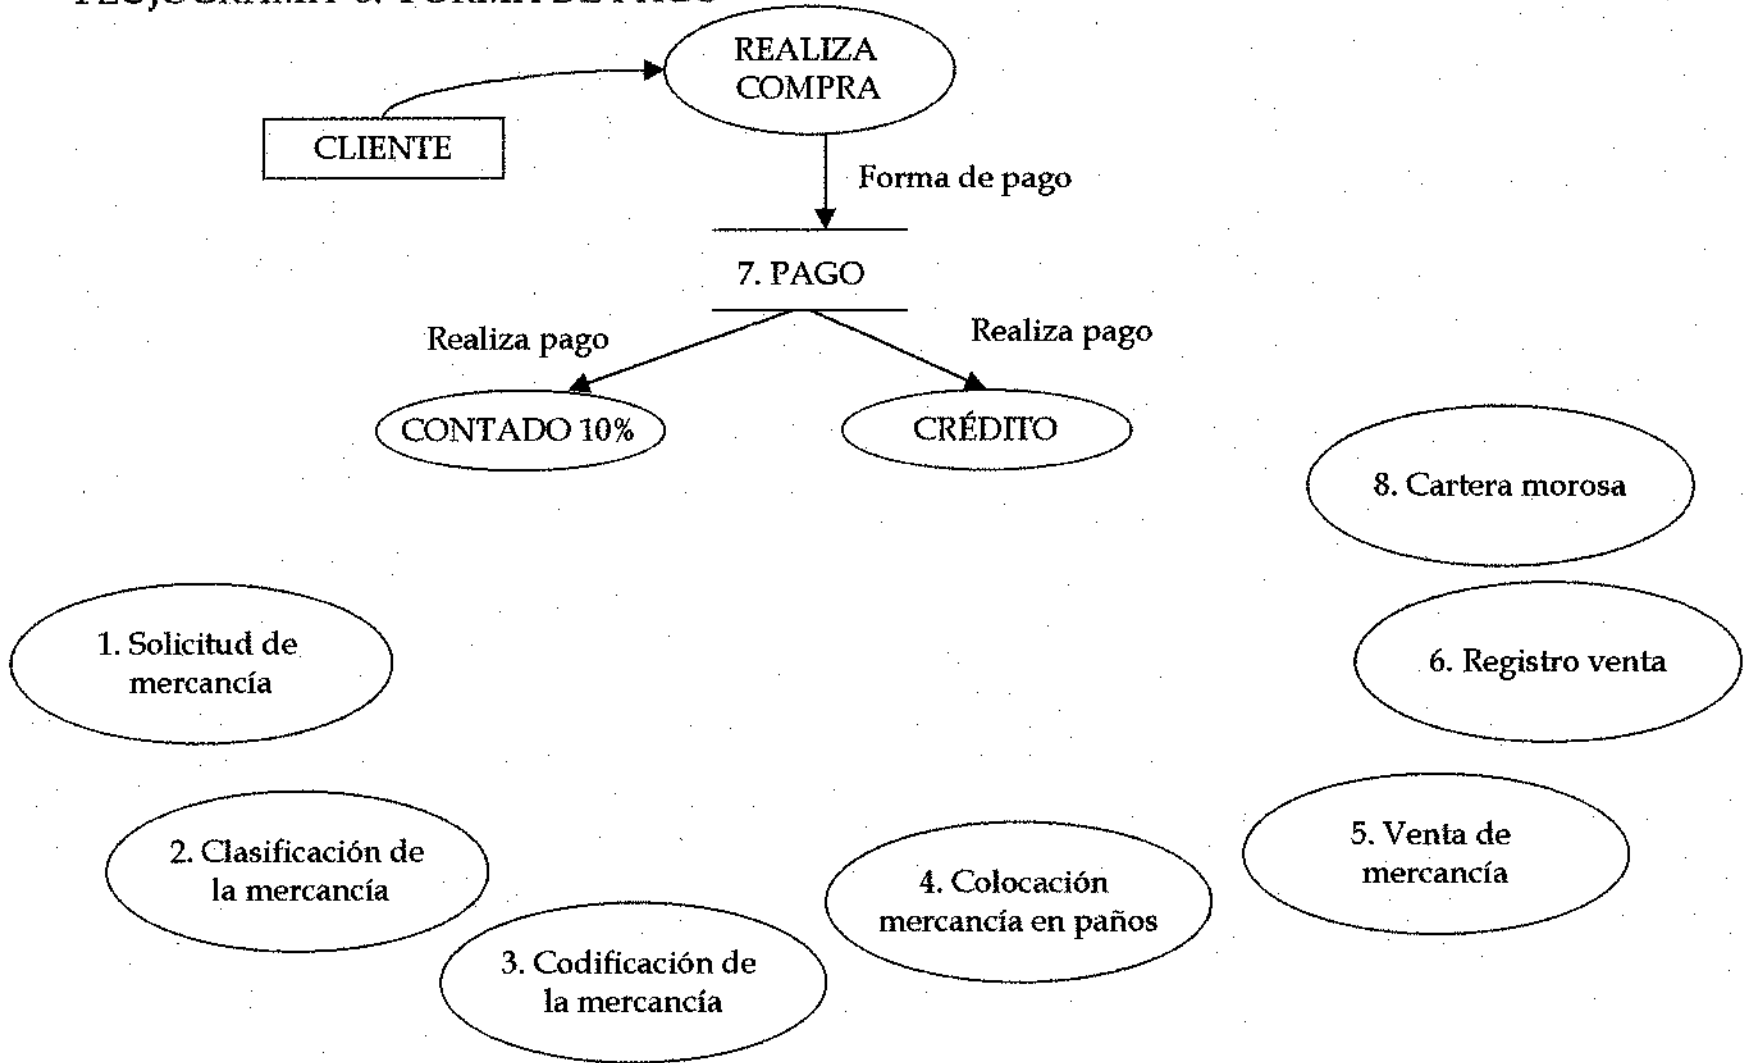 REALIZA
COMPRA
CLIENTE
Forma de pago
7. PAGO
Realiza pago
Realiza pago
CONTADO 10%
CRÉDITO
8. Cartera morosa
1. Solicitud de
mercancía
6. Registro venta
2. Clasificación de
la mercancía
5. Venta de
mercancía
4. Colocación
mercancía en paños
3. Codificación de
la mercancía